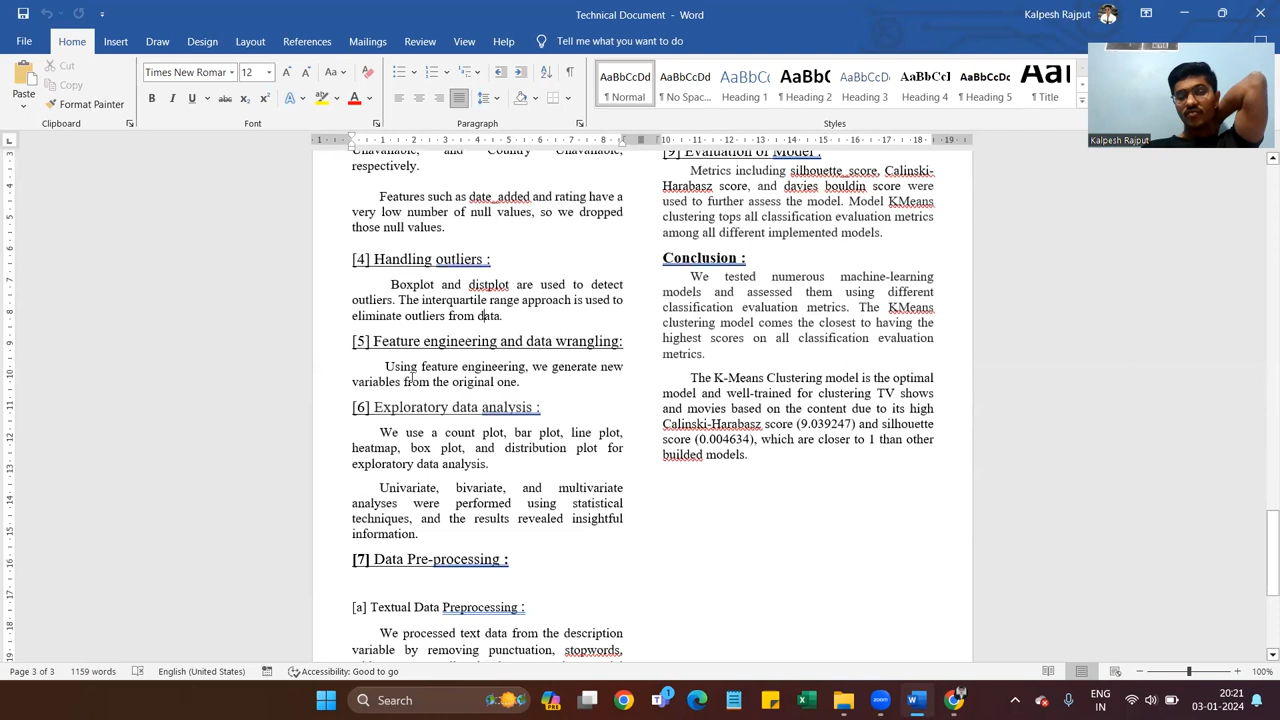 Technical Document - Word
Kalpesh Rajput
File Home Insert Draw Design Layout References Mailings Review View Help Tell me what you want to do
Paste
Cut
Copy
Format Painter
Clipboard
Times New Romar 12
Font
Paragraph
AaBbCcDd AaBbCcDd AaBbCc AaBb( AaBbCcDd AaBbCcI AaBbCcDd AaI
¶ Normal ¶ No Spac... Heading 1 ¶ Heading 2 Heading 3 Heading 4 ¶ Heading 5 ¶ Title
Styles
Kalpesh Rajput
Unavailable, and Country Unavailable,
respectively.
Features such as date_added and rating have a
very low number of null values, so we dropped
those null values.
[4] Handling outliers :
Boxplot and distplot are used to detect
outliers. The interquartile range approach is used to
eliminate outliers from data.
[5] Feature engineering and data wrangling:
Using feature engineering, we generate new
variables from the original one.
[6] Exploratory data analysis :
We use a count plot, bar plot, line plot,
heatmap, box plot, and distribution plot for
exploratory data analysis.
Univariate, bivariate, and multivariate
analyses were performed using statistical
techniques, and the results revealed insightful
information.
[7] Data Pre-processing :
[a] Textual Data Preprocessing :
We processed text data from the description
variable by removing punctuation, stopwords,
[9] Evaluation of Model :
Metrics including silhouette_score, Calinski-
Harabasz score, and davies bouldin score were
used to further assess the model. Model KMeans
clustering tops all classification evaluation metrics
among all different implemented models.
Conclusion :
We tested numerous machine-learning
models and assessed them using different
classification evaluation metrics. The KMeans
clustering model comes the closest to having the
highest scores on all classification evaluation
metrics.
The K-Means Clustering model is the optimal
model and well-trained for clustering TV shows
and movies based on the content due to its high
Calinski-Harabasz score (9.039247) and silhouette
score (0.004634), which are closer to 1 than other
builded models.
Page 3 of 3 1159 words English (United States) Accessibility: Good to go 100%
Search
ENG
IN
20:21
03-01-2024